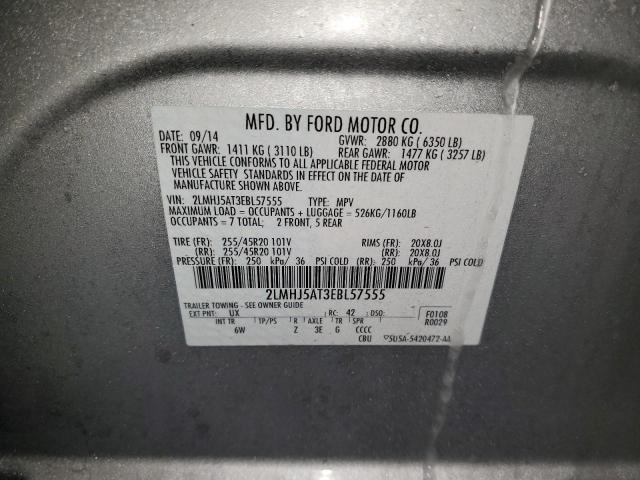 MFD. BY FORD MOTOR CO.
DATE: 09/14 GVWR: 2880 KG ( 6350 LB)
FRONT GAWR: 1411 KG ( 3110 LB) REAR GAWR: 1477 KG ( 3257 LB)
THIS VEHICLE CONFORMS TO ALL APPLICABLE FEDERAL MOTOR
VEHICLE SAFETY STANDARDS IN EFFECT ON THE DATE OF
MANUFACTURE SHOWN ABOVE.
VIN: 2LMHJ5AT3EBL57555 TYPE: MPV
MAXIMUM LOAD = OCCUPANTS + LUGGAGE = 526KG/1160LB
OCCUPANTS = 7 TOTAL; 2 FRONT, 5 REAR
TIRE (FR): 255/45R20 101V RIMS (FR): 20X8.0J
(RR): 255/45R20 101V (RR): 20X8.0J
PRESSURE (FR): 250 kPa/ 36 PSI COLD (RR): 250 kPa/ 36 PSI COLD
2LMHJ5AT3EBL57555
TRAILER TOWING - SEE OWNER GUIDE
EXT PNT: UX RC: 42 DSO: F0108
R0029
INT TR TP/PS R AXLE TR SPR
6W Z 3E G CCCC
CBU 5U5A-5420472-AA